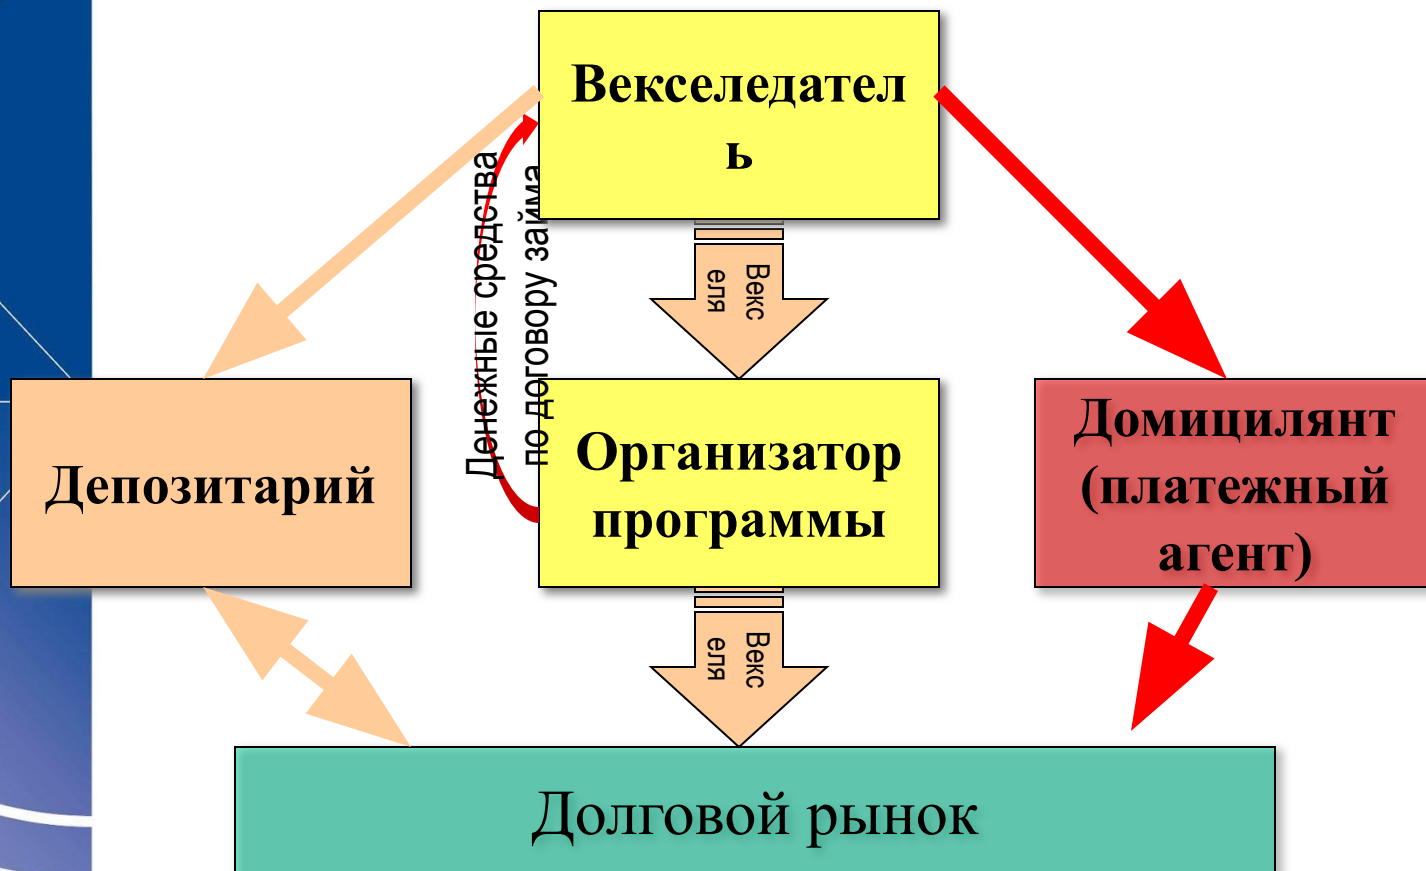 Векселедател
ь
Денежные средства
по договору займа
Векс
еля
Депозитарий
Организатор
программы
Домицилянт
(платежный
агент)
Векс
еля
Долговой рынок